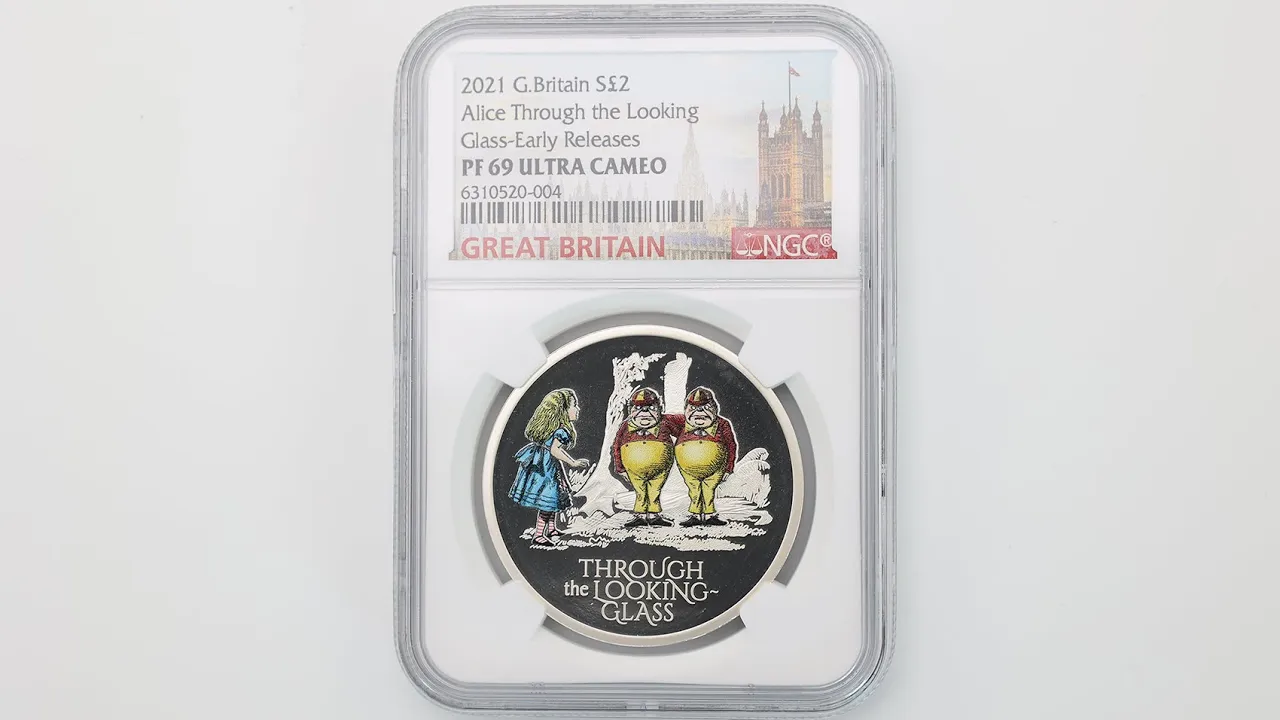 2021 G.Britain S£2
Alice Through the Looking
Glass-Early Releases
PF 69 ULTRA CAMEO
6310520-004
GREAT BRITAIN
NGC®
THROUGH
the LOOKING~
GLASS